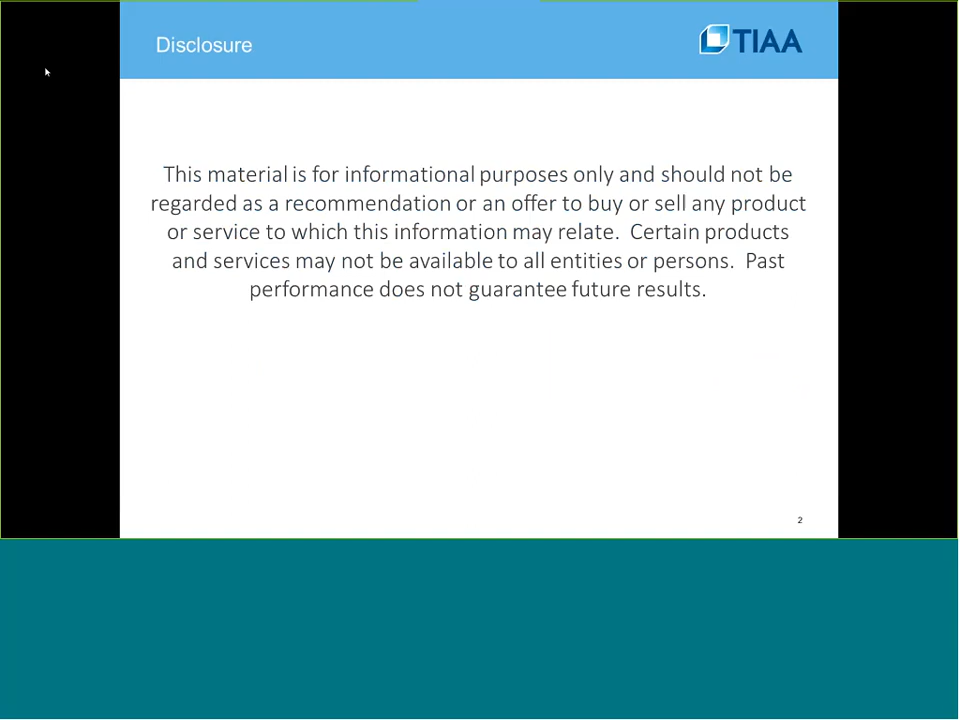 Disclosure
TIAA
This material is for informational purposes only and should not be
regarded as a recommendation or an offer to buy or sell any product
or service to which this information may relate.  Certain products
and services may not be available to all entities or persons.  Past
performance does not guarantee future results.
2